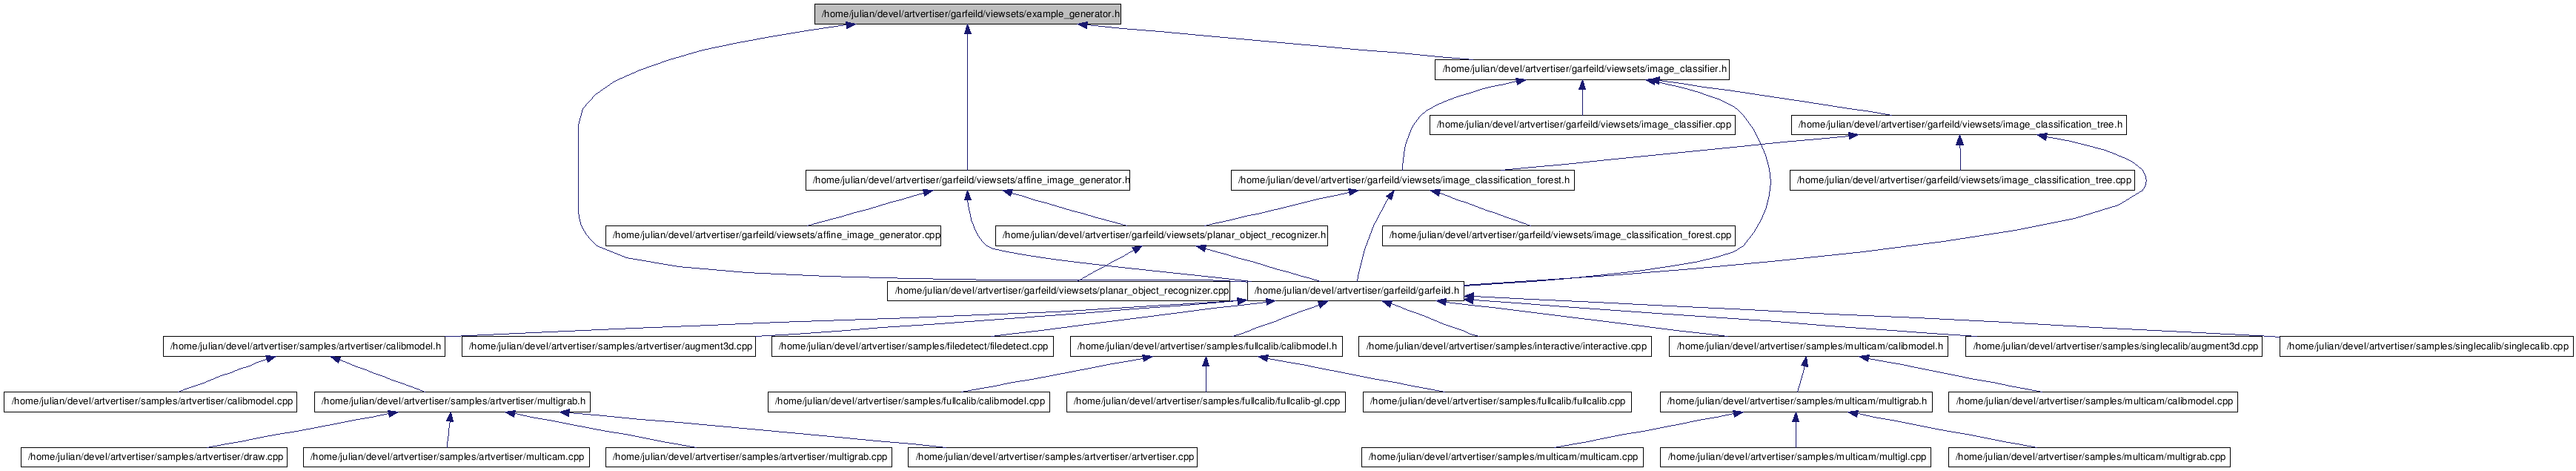 /home/julian/devel/artvertiser/garfeild/viewsets/example_generator.h
/home/julian/devel/artvertiser/garfeild/viewsets/image_classifier.h
/home/julian/devel/artvertiser/garfeild/viewsets/image_classifier.cpp
/home/julian/devel/artvertiser/garfeild/viewsets/image_classification_tree.h
/home/julian/devel/artvertiser/garfeild/viewsets/affine_image_generator.h
/home/julian/devel/artvertiser/garfeild/viewsets/image_classification_forest.h
/home/julian/devel/artvertiser/garfeild/viewsets/image_classification_tree.cpp
/home/julian/devel/artvertiser/garfeild/viewsets/affine_image_generator.cpp
/home/julian/devel/artvertiser/garfeild/viewsets/planar_object_recognizer.h
/home/julian/devel/artvertiser/garfeild/viewsets/image_classification_forest.cpp
/home/julian/devel/artvertiser/garfeild/viewsets/planar_object_recognizer.cpp
/home/julian/devel/artvertiser/garfeild/garfeild.h
/home/julian/devel/artvertiser/samples/artvertiser/calibmodel.h
/home/julian/devel/artvertiser/samples/artvertiser/augment3d.cpp
/home/julian/devel/artvertiser/samples/filedetect/filedetect.cpp
/home/julian/devel/artvertiser/samples/fullcalib/calibmodel.h
/home/julian/devel/artvertiser/samples/interactive/interactive.cpp
/home/julian/devel/artvertiser/samples/multicam/calibmodel.h
/home/julian/devel/artvertiser/samples/singlecalib/augment3d.cpp
/home/julian/devel/artvertiser/samples/singlecalib/singlecalib.cpp
/home/julian/devel/artvertiser/samples/artvertiser/calibmodel.cpp
/home/julian/devel/artvertiser/samples/artvertiser/multigrab.h
/home/julian/devel/artvertiser/samples/fullcalib/calibmodel.cpp
/home/julian/devel/artvertiser/samples/fullcalib/fullcalib-gl.cpp
/home/julian/devel/artvertiser/samples/fullcalib/fullcalib.cpp
/home/julian/devel/artvertiser/samples/multicam/multigrab.h
/home/julian/devel/artvertiser/samples/multicam/calibmodel.cpp
/home/julian/devel/artvertiser/samples/artvertiser/draw.cpp
/home/julian/devel/artvertiser/samples/artvertiser/multicam.cpp
/home/julian/devel/artvertiser/samples/artvertiser/multigrab.cpp
/home/julian/devel/artvertiser/samples/artvertiser/artvertiser.cpp
/home/julian/devel/artvertiser/samples/multicam/multicam.cpp
/home/julian/devel/artvertiser/samples/multicam/multigl.cpp
/home/julian/devel/artvertiser/samples/multicam/multigrab.cpp